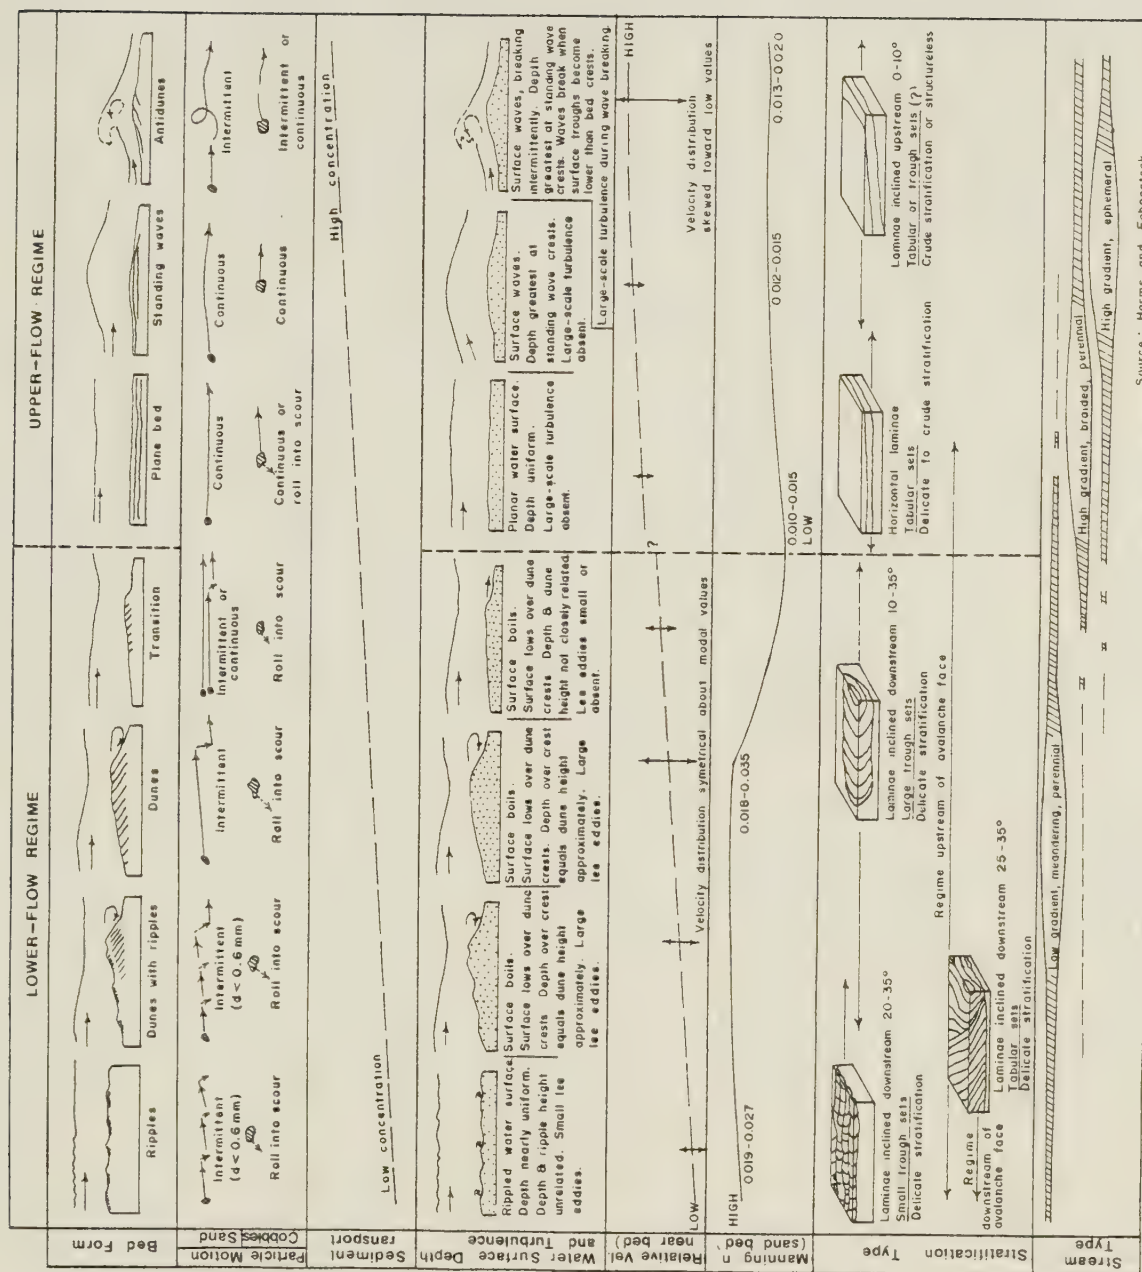 LOWER-FLOW REGIME
UPPER-FLOW REGIME
Bed Form
Ripples
Dunes with ripples
Dunes
Transition
Plane bed
Standing waves
Antidunes
Particle Motion
Sand
Cobbles
Intermittent
(d < 0.6 mm)
Intermittent
(d < 0.6 mm)
Intermittent
Intermittent or
continuous
Continuous
Continuous
Intermittent
Roll into scour
Roll into scour
Roll into scour
Roll into scour
Continuous or
roll into scour
Continuous
Intermittent or
continuous
Sediment
ransport
Low concentration
High concentration
Water Surface Depth
and Turbulence
Rippled water surface
Depth nearly uniform.
Depth & ripple height
unrelated. Small lee
eddies.
Surface boils.
Surface lows over dune
crests Depth over crest
equals dune height
approximately. Large
lee eddies.
Surface boils.
Surface lows over dune
crests. Depth over crest
equals dune height
approximately. Large
lee eddies.
Surface boils.
Surface lows over dune
crests Depth & dune
height not closely related.
Lee eddies small or
absent.
Planar water surface.
Depth uniform.
Large-scale turbulence
absent.
Surface waves.
Depth greatest at
standing wave crests.
Large-scale turbulence
absent.
Surface waves, breaking
intermittently. Depth
greatest at standing wave
crests. Waves break when
surface troughs become
lower than bed crests.
Large-scale turbulence during wave breaking.
Relative Vel.
near bed)
LOW
Velocity distribution symetrical about modal values
?
Velocity distribution
skewed toward low values
HIGH
Manning n
(sand bed)
HIGH
0.019-0.027
0.018-0.035
0.010-0.015
LOW
0.012-0.015
0.013-0.020
Stratification
Type
Laminae inclined downstream 20-35°
Small trough sets
Delicate stratification
Laminae inclined downstream 10-35°
Large trough sets
Delicate stratification
Horizontal laminae
Tabular sets
Delicate to crude stratification
Laminae inclined upstream 0-10°
Tabular or trough sets (?)
Crude stratification or structureless
Regime upstream of avalanche face
Regime
downstream of
avalanche face
Laminae inclined downstream 25-35°
Tabular sets
Delicate stratification
Stream
Type
Low gradient, meandering, perennial
High gradient, braided, perennial
High gradient, ephemeral
Source: Harms and Fahnestock